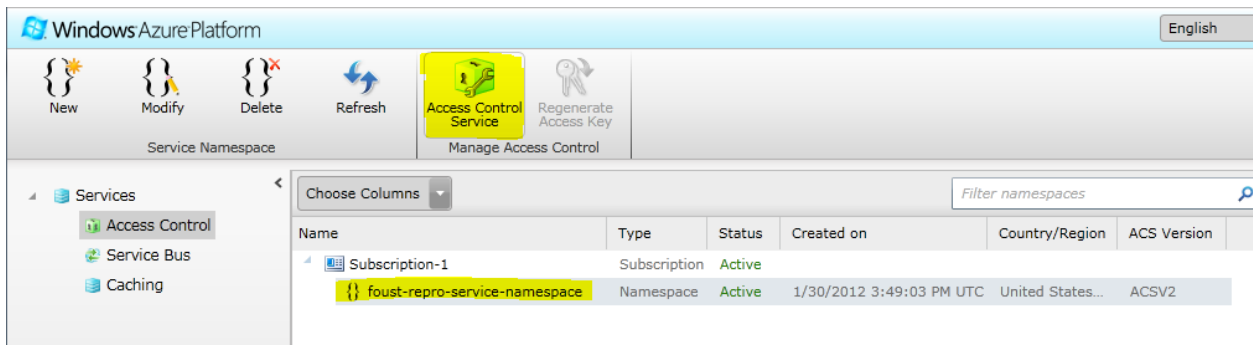 Windows Azure Platform
English
New
Modify
Delete
Refresh
Access Control
Service
Regenerate
Access Key
Service Namespace
Manage Access Control
Services
Access Control
Service Bus
Caching
Choose Columns
Filter namespaces
Name Type Status Created on Country/Region ACS Version
Subscription-1 Subscription Active
{} foust-repro-service-namespace Namespace Active 1/30/2012 3:49:03 PM UTC United States... ACSV2